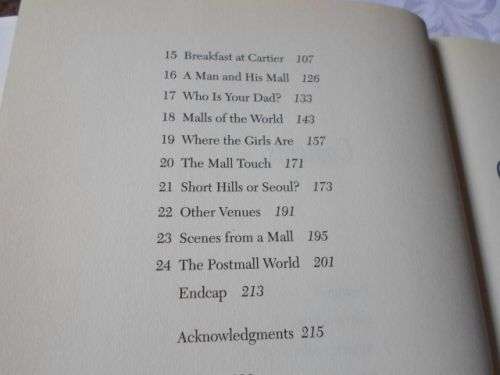 15 Breakfast at Cartier 107
16 A Man and His Mall 126
17 Who Is Your Dad? 133
18 Malls of the World 143
19 Where the Girls Are 157
20 The Mall Touch 171
21 Short Hills or Seoul? 173
22 Other Venues 191
23 Scenes from a Mall 195
24 The Postmall World 201
Endcap 213
Acknowledgments 215